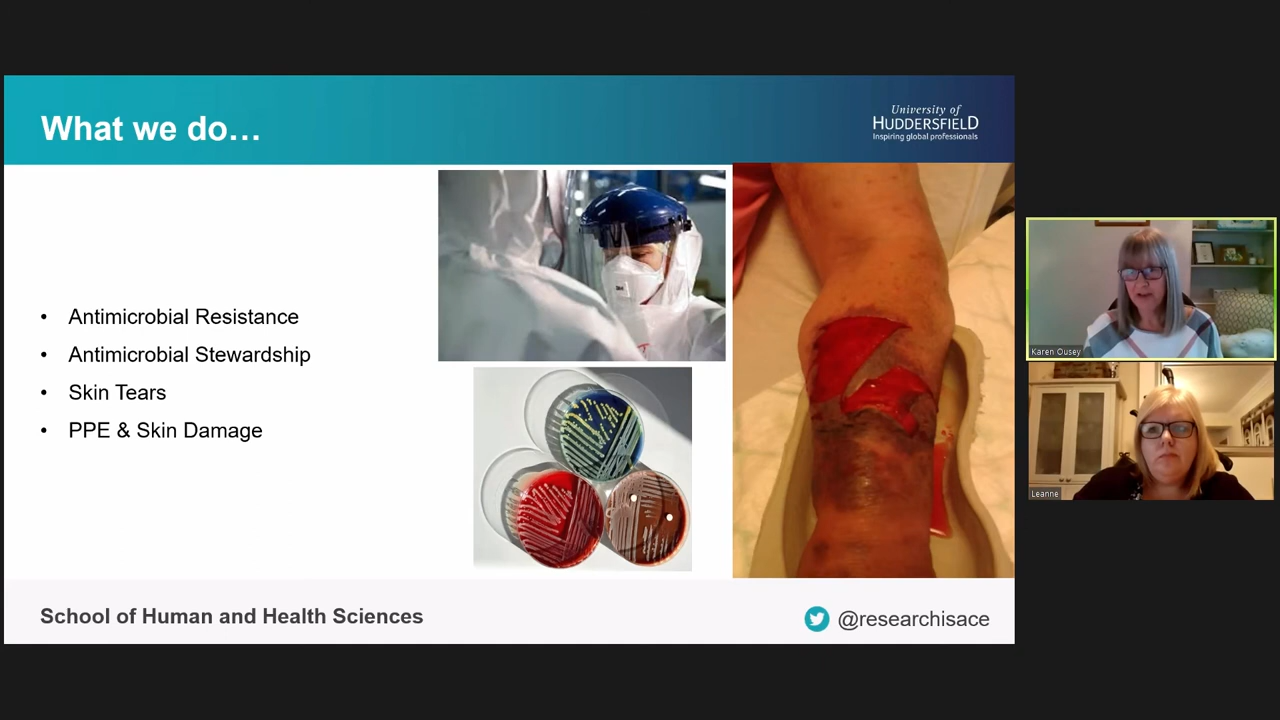 What we do…
University of
HUDDERSFIELD
Inspiring global professionals
• Antimicrobial Resistance
• Antimicrobial Stewardship
• Skin Tears
• PPE & Skin Damage
Karen Ousey
Leanne
School of Human and Health Sciences
@researchisace